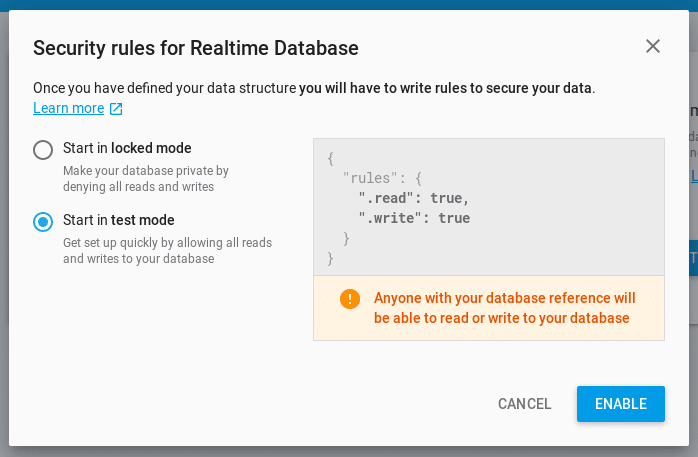 Security rules for Realtime Database
Once you have defined your data structure you will have to write rules to secure your data.
Learn more
Start in locked mode
Make your database private by
denying all reads and writes
Start in test mode
Get set up quickly by allowing all reads
and writes to your database
{
"rules": {
".read": true,
".write": true
}
}
Anyone with your database reference will
be able to read or write to your database
CANCEL
ENABLE